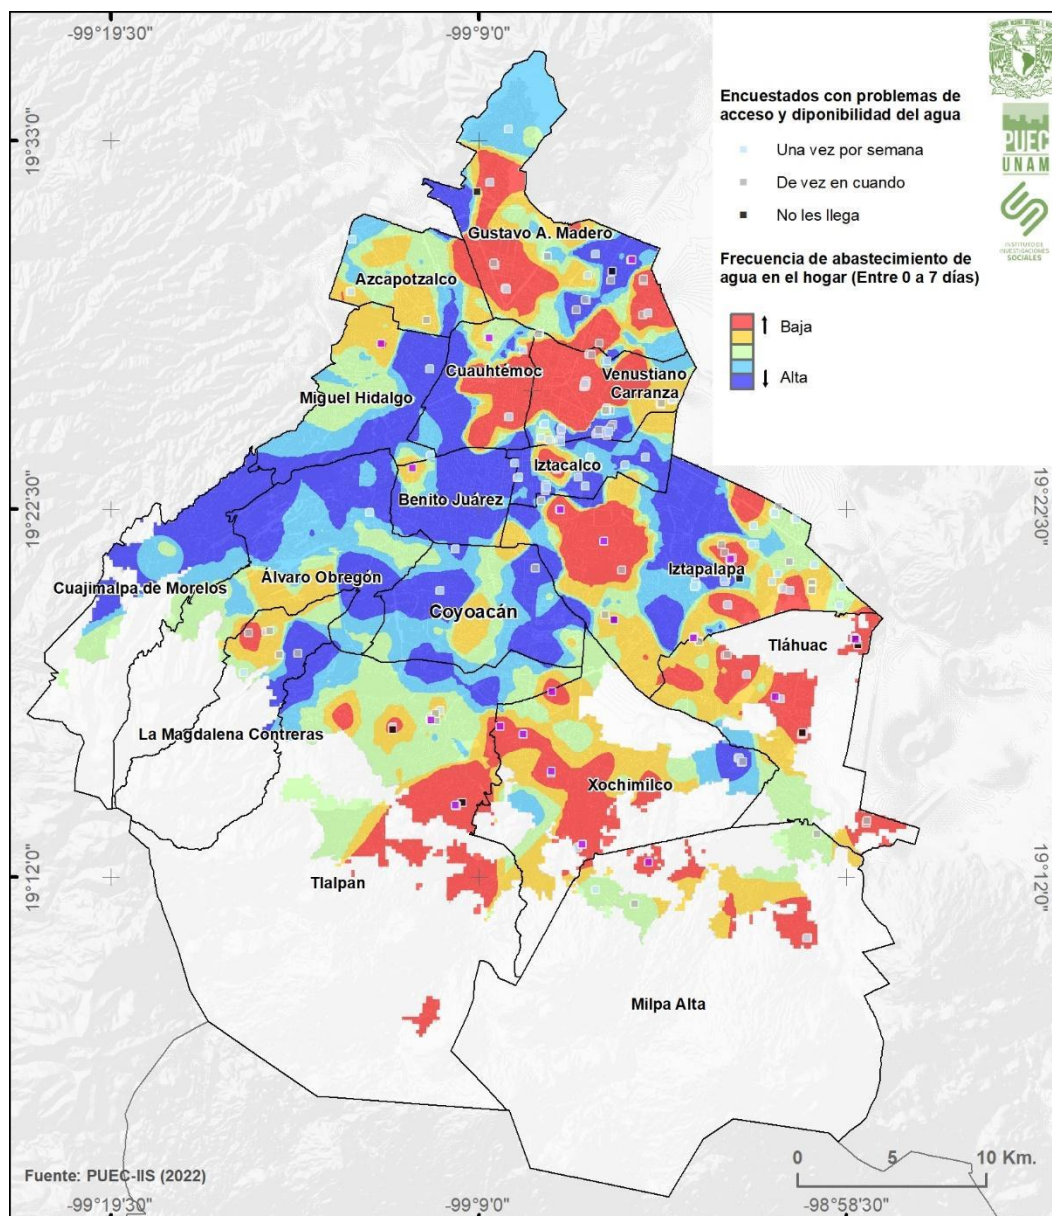 -99°19'30"
-99°9'0"
19°33'0"
Encuestados con problemas de
acceso y diponibilidad del agua
Una vez por semana
De vez en cuando
No les llega
Frecuencia de abastecimiento de
agua en el hogar (Entre 0 a 7 días)
Baja
Alta
PUEC
UNAM
INSTITUTO DE
INVESTIGACIONES
SOCIALES
Gustavo A. Madero
Azcapotzalco
Cuauhtémoc
Venustiano
Carranza
Miguel Hidalgo
Iztacalco
Benito Juárez
19°22'30"
19°22'30"
Iztapalapa
Cuajimalpa de Morelos
Álvaro Obregón
Coyoacán
Tláhuac
La Magdalena Contreras
Xochimilco
19°12'0"
19°12'0"
Tlalpan
Milpa Alta
Fuente: PUEC-IIS (2022)
0 5 10 Km.
-99°19'30"
-99°9'0"
-98°58'30"